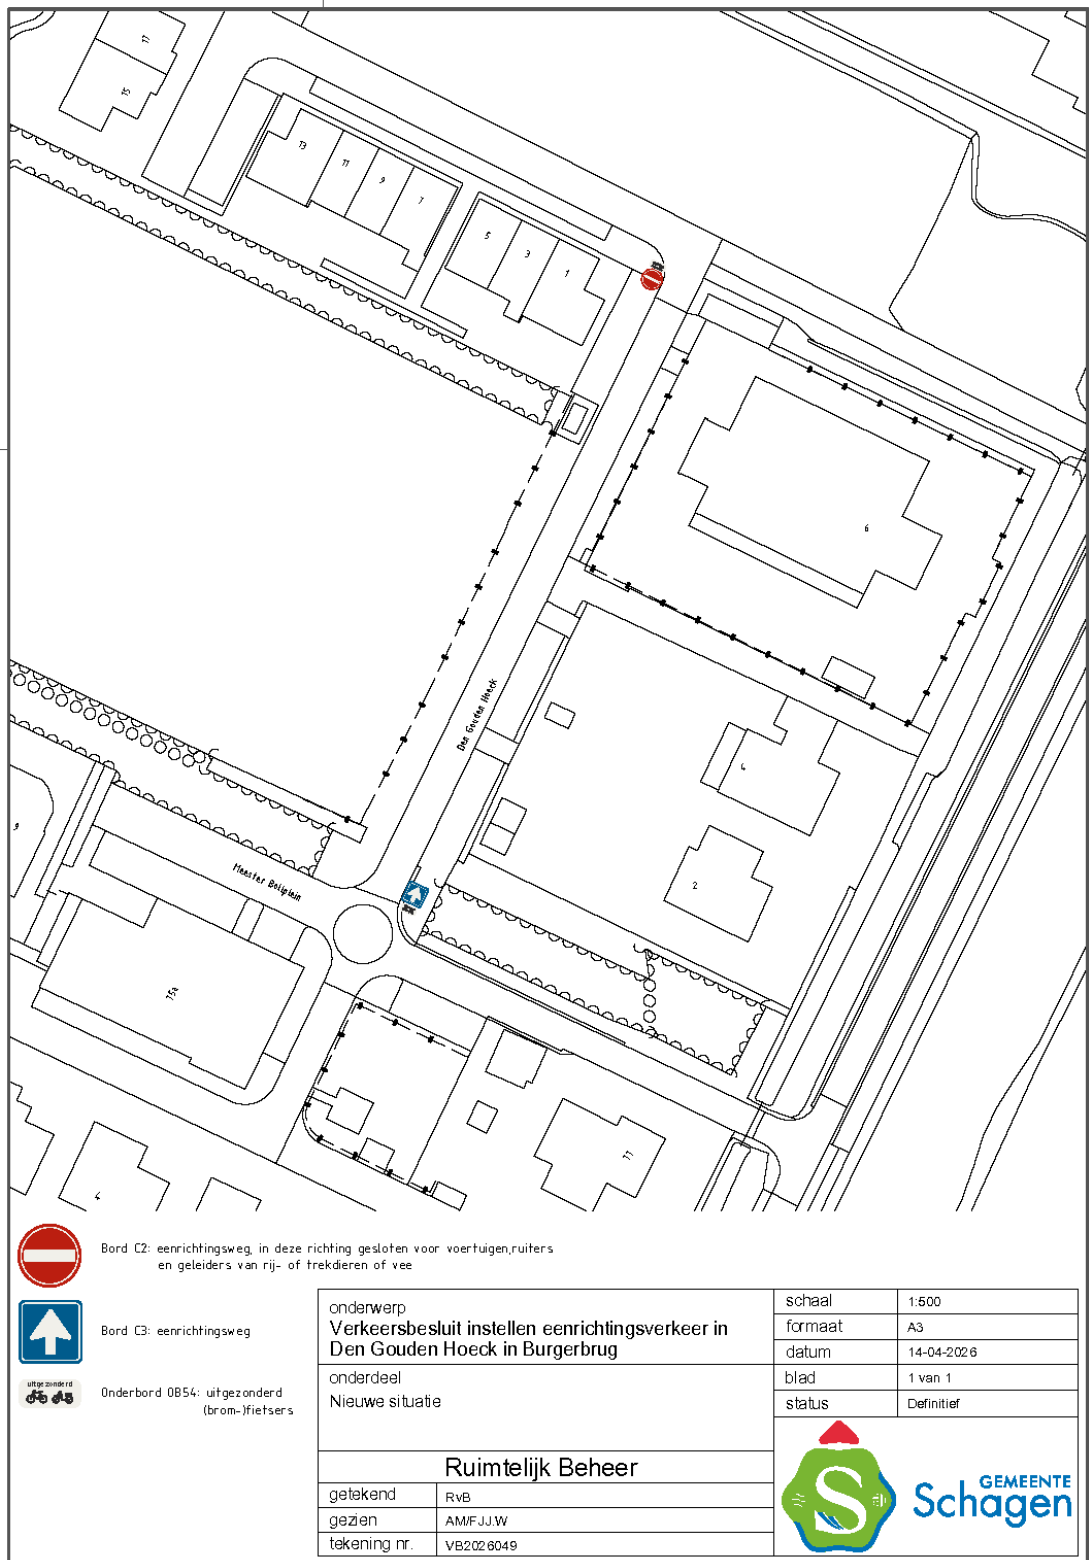 17
15
13
11
9
7
5
3
1
6
Den Gouden Hoeck
4
2
9
Meester Bellplein
15a
4
11
Bord C2: eenrichtingsweg, in deze richting gesloten voor voertuigen,ruiters
en geleiders van rij- of trekdieren of vee
Bord C3: eenrichtingsweg
uitgezonderd
Onderbord OB54: uitgezonderd
(brom-)fietsers
onderwerp
Verkeersbesluit instellen eenrichtingsverkeer in
Den Gouden Hoeck in Burgerbrug
onderdeel
Nieuwe situatie
Ruimtelijk Beheer
getekend RvB
gezien AM/FJJ.W
tekening nr. VB2026049
schaal 1:500
formaat A3
datum 14-04-2026
blad 1 van 1
status Definitief
S
GEMEENTE
Schagen